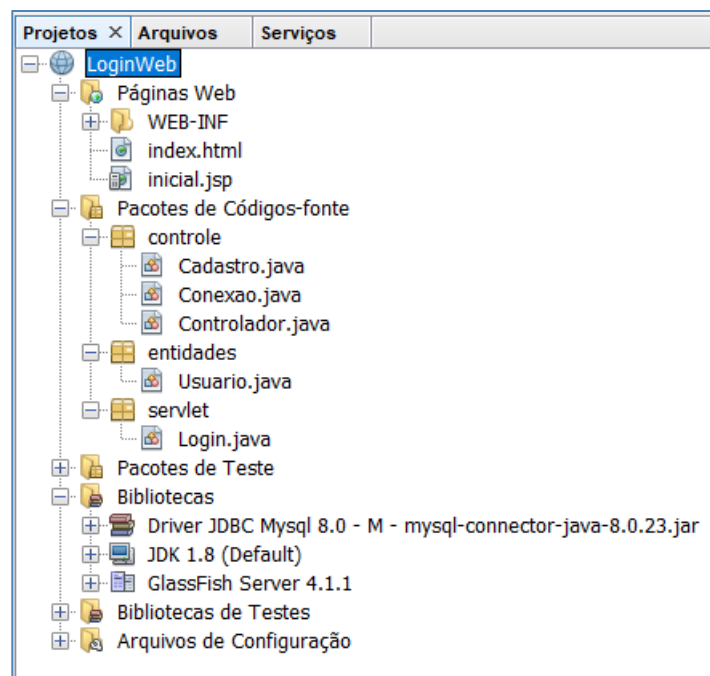 Projetos × Arquivos Serviços
LoginWeb
Páginas Web
WEB-INF
index.html
inicial.jsp
Pacotes de Códigos-fonte
controle
Cadastro.java
Conexao.java
Controlador.java
entidades
Usuario.java
servlet
Login.java
Pacotes de Teste
Bibliotecas
Driver JDBC Mysql 8.0 - M - mysql-connector-java-8.0.23.jar
JDK 1.8 (Default)
GlassFish Server 4.1.1
Bibliotecas de Testes
Arquivos de Configuração